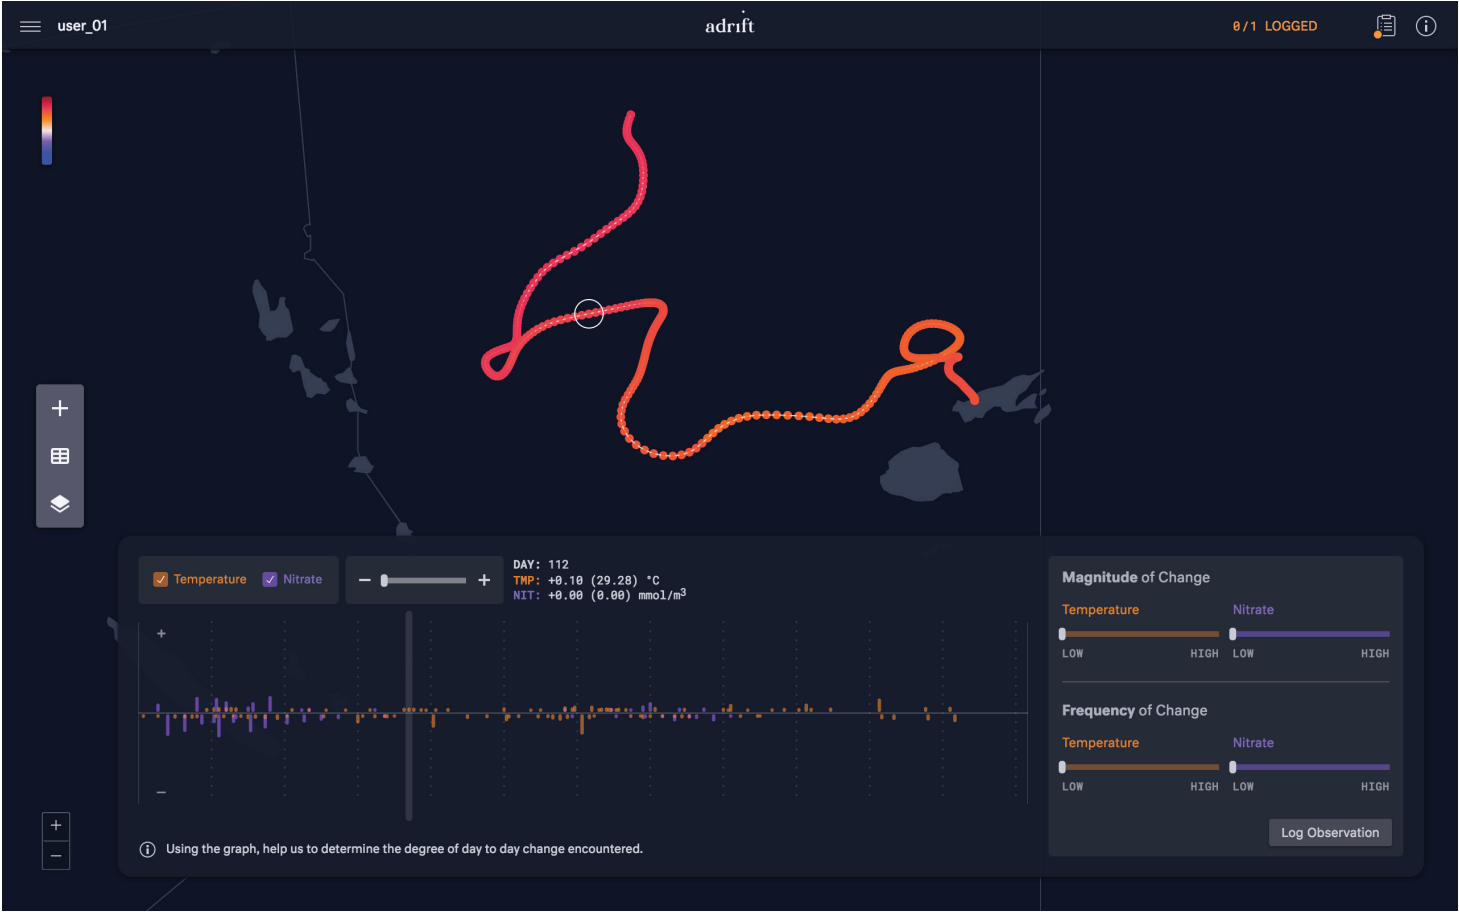 user_01
adrift
0/1 LOGGED
Temperature
Nitrate
DAY: 112
TMP: +0.10 (29.28) °C
NIT: +0.00 (0.00) mmol/m³
Magnitude of Change
Temperature Nitrate
LOW HIGH LOW HIGH
Frequency of Change
Temperature Nitrate
LOW HIGH LOW HIGH
Log Observation
Using the graph, help us to determine the degree of day to day change encountered.